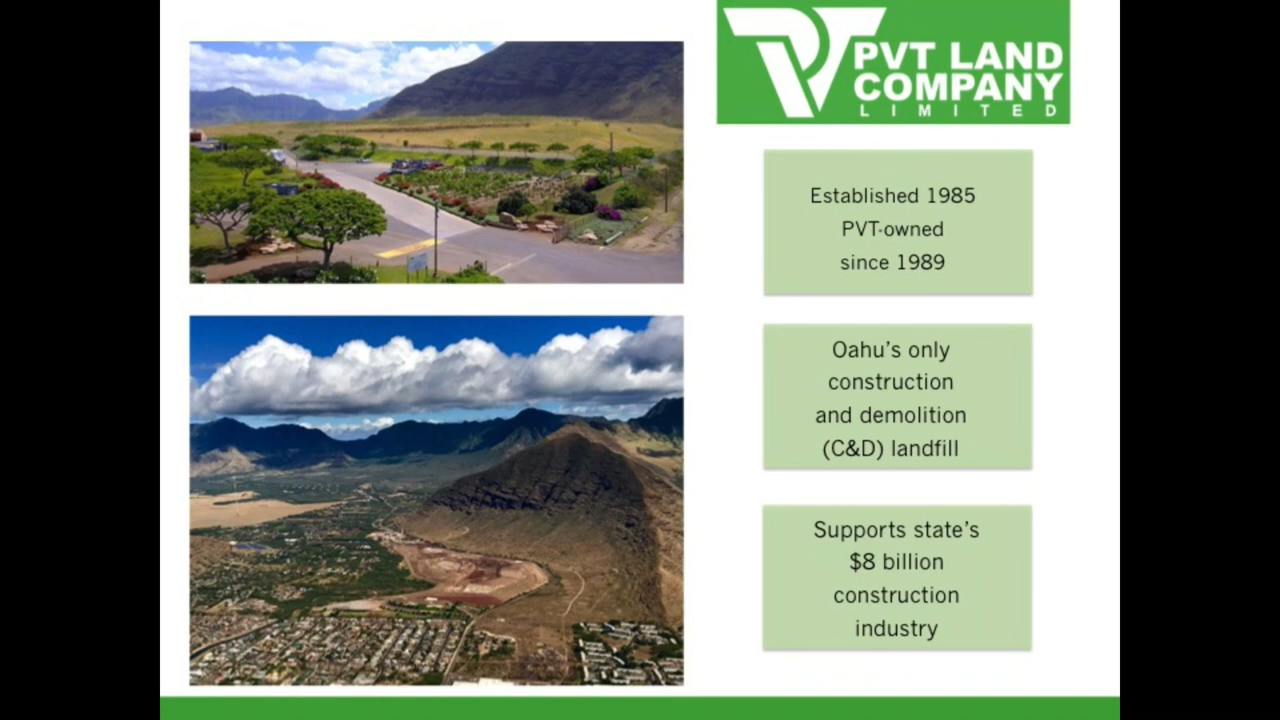 PVT LAND
COMPANY
LIMITED
Established 1985
PVT-owned
since 1989
Oahu’s only
construction
and demolition
(C&D) landfill
Supports state’s
$8 billion
construction
industry